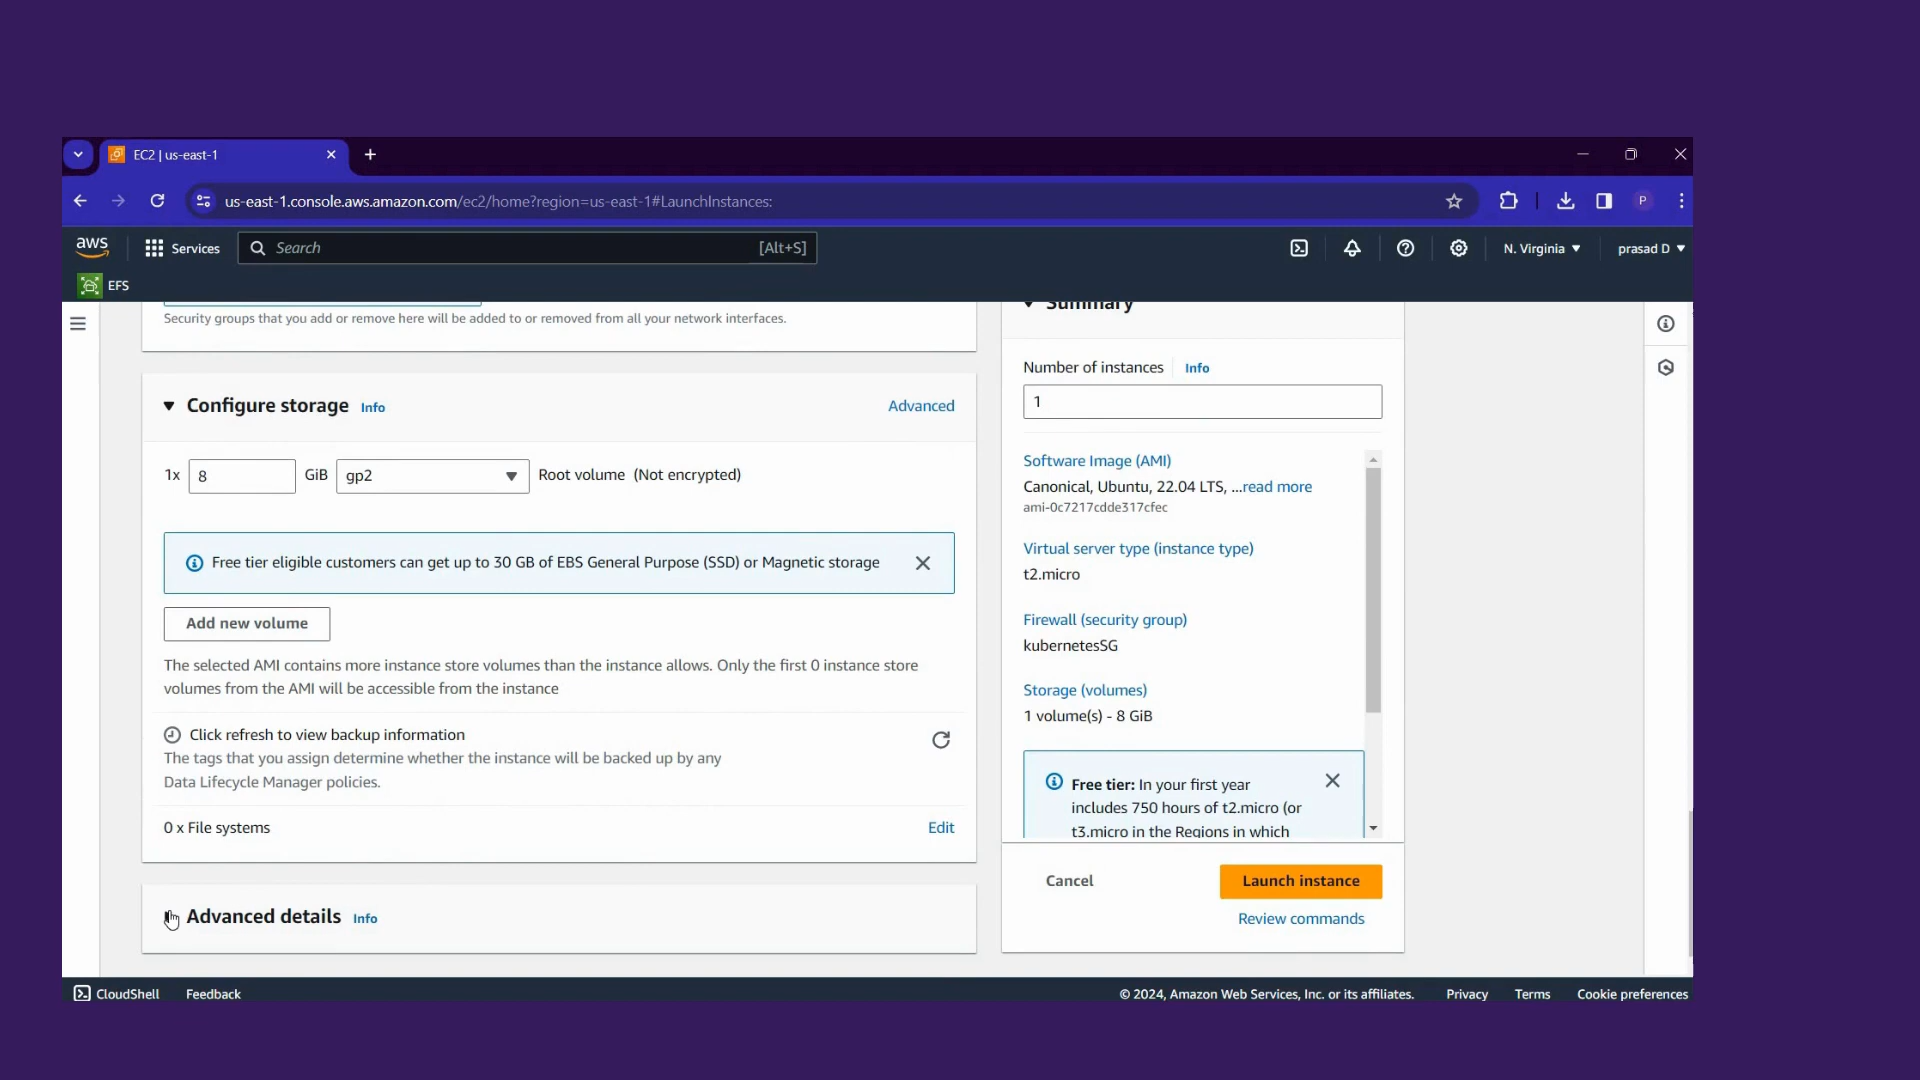 EC2 | us-east-1
us-east-1.console.aws.amazon.com/ec2/home?region=us-east-1#LaunchInstances:
P
aws
Services
Search
[Alt+S]
N. Virginia
prasad D
EFS
Security groups that you add or remove here will be added to or removed from all your network interfaces.
Configure storage Info
Advanced
1x 8 GiB gp2 Root volume (Not encrypted)
Free tier eligible customers can get up to 30 GB of EBS General Purpose (SSD) or Magnetic storage
Add new volume
The selected AMI contains more instance store volumes than the instance allows. Only the first 0 instance store
volumes from the AMI will be accessible from the instance
Click refresh to view backup information
The tags that you assign determine whether the instance will be backed up by any
Data Lifecycle Manager policies.
0 x File systems
Edit
Advanced details Info
Summary
Number of instances Info
1
Software Image (AMI)
Canonical, Ubuntu, 22.04 LTS, ...read more
ami-0c7217cdde317cfec
Virtual server type (instance type)
t2.micro
Firewall (security group)
kubernetesSG
Storage (volumes)
1 volume(s) - 8 GiB
Free tier: In your first year
includes 750 hours of t2.micro (or
t3.micro in the Regions in which
Cancel
Launch instance
Review commands
CloudShell
Feedback
© 2024, Amazon Web Services, Inc. or its affiliates.
Privacy
Terms
Cookie preferences